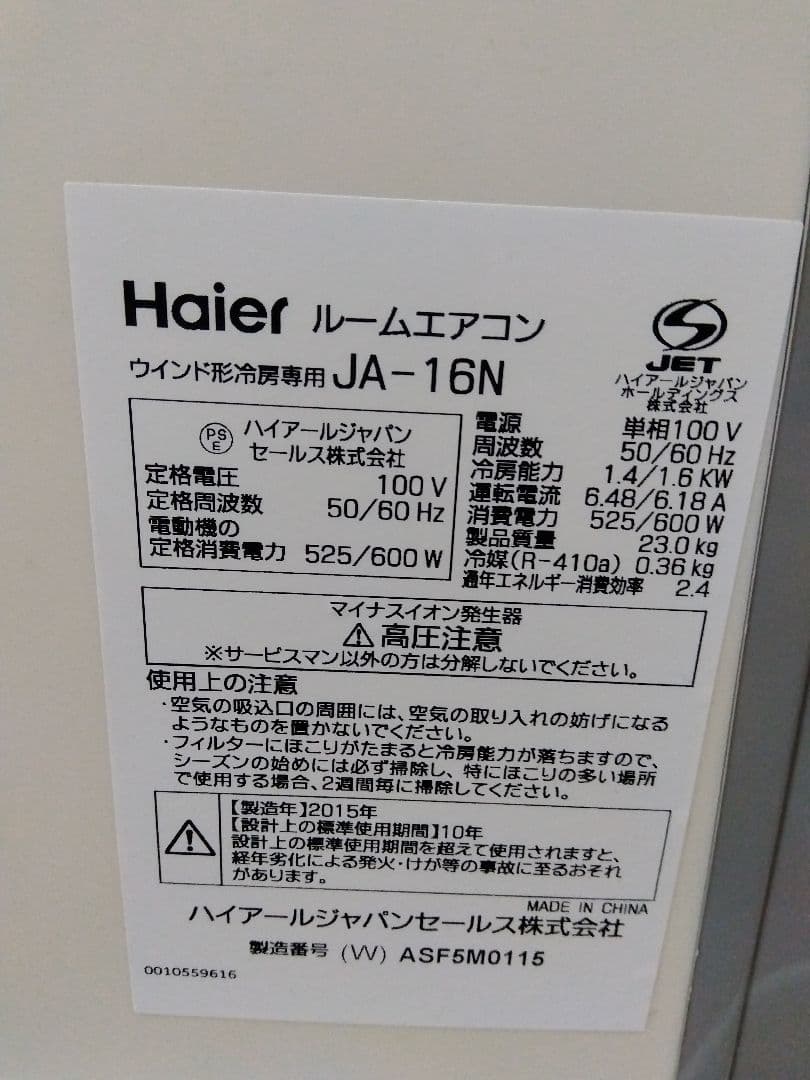 Haier ルームエアコン
ウインド形冷房専用 JA-16N
JET
ハイアールジャパン
ホールディングス
株式会社
PS
E
ハイアールジャパン
セールス株式会社
定格電圧 100 V
定格周波数 50/60 Hz
電動機の
定格消費電力 525/600 W
電源 単相100 V
周波数 50/60 Hz
冷房能力 1.4/1.6 KW
運転電流 6.48/6.18 A
消費電力 525/600 W
製品質量 23.0 kg
冷媒(R-410a) 0.36 kg
通年エネルギー消費効率 2.4
マイナスイオン発生器
⚠高圧注意
※サービスマン以外の方は分解しないでください。
使用上の注意
・空気の吸込口の周囲には、空気の取り入れの妨げになる
ようなものを置かないでください。
・フィルターにほこりがたまると冷房能力が落ちますので、
シーズンの始めには必ず掃除し、特にほこりの多い場所
で使用する場合、2週間毎に掃除してください。
【製造年】2015年
【設計上の標準使用期間】10年
設計上の標準使用期間を超えて使用されますと、
経年劣化による発火・けが等の事故に至るおそれ
があります。
MADE IN CHINA
ハイアールジャパンセールス株式会社
製造番号 (W) ASF5M0115
0010559616